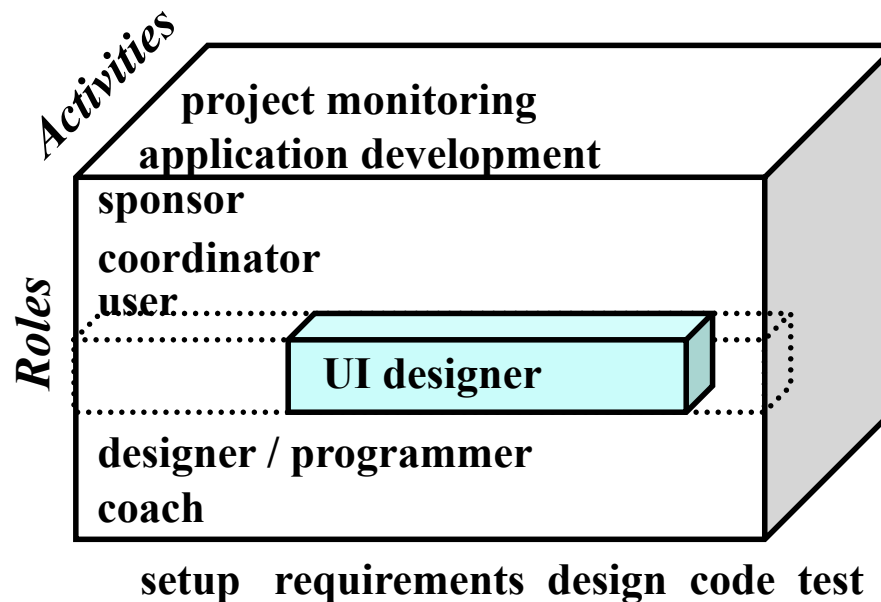 Activities
project monitoring
application development
sponsor
coordinator
user
Roles
UI designer
designer / programmer
coach
setup requirements design code test